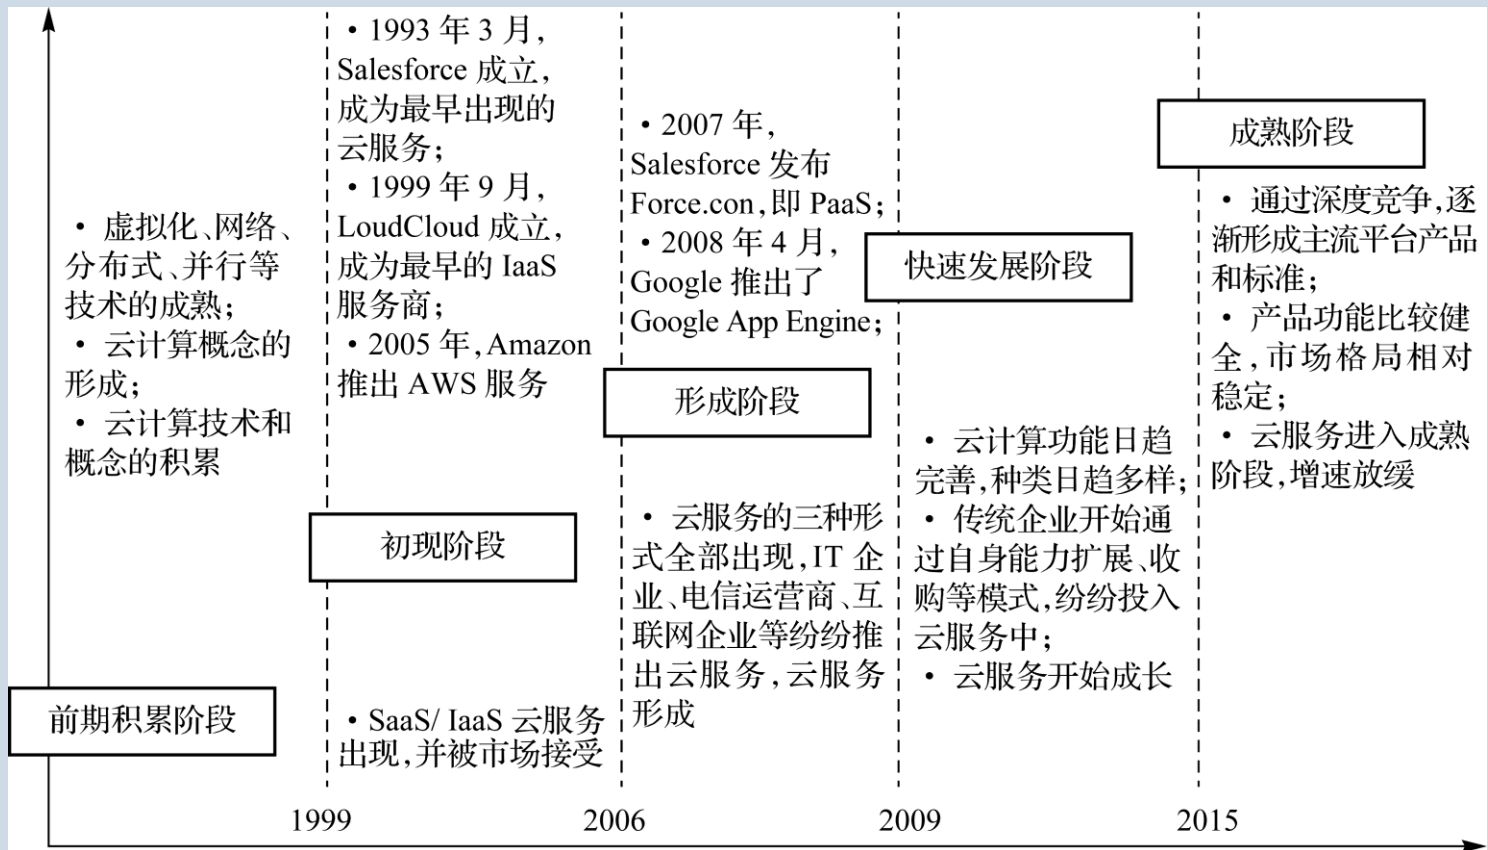 • 虚拟化、网络、
分布式、并行等
技术的成熟；
• 云计算概念的
形成；
• 云计算技术和
概念的积累
前期积累阶段
• 1993 年 3 月，
Salesforce 成立，
成为最早出现的
云服务；
• 1999 年 9 月，
LoudCloud 成立，
成为最早的 IaaS
服务商；
• 2005 年，Amazon
推出 AWS 服务
初现阶段
• SaaS/ IaaS 云服务
出现，并被市场接受
• 2007 年，
Salesforce 发布
Force.con，即 PaaS；
• 2008 年 4 月，
Google 推出了
Google App Engine；
形成阶段
• 云服务的三种形
式全部出现，IT 企
业、电信运营商、互
联网企业等纷纷推
出云服务，云服务
形成
快速发展阶段
• 云计算功能日趋
完善，种类日趋多样；
• 传统企业开始通
过自身能力扩展、收
购等模式，纷纷投入
云服务中；
• 云服务开始成长
成熟阶段
• 通过深度竞争，逐
渐形成主流平台产品
和标准；
• 产品功能比较健
全，市场格局相对
稳定；
• 云服务进入成熟
阶段，增速放缓
1999
2006
2009
2015